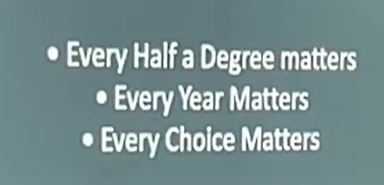 • Every Half a Degree matters
• Every Year Matters
• Every Choice Matters